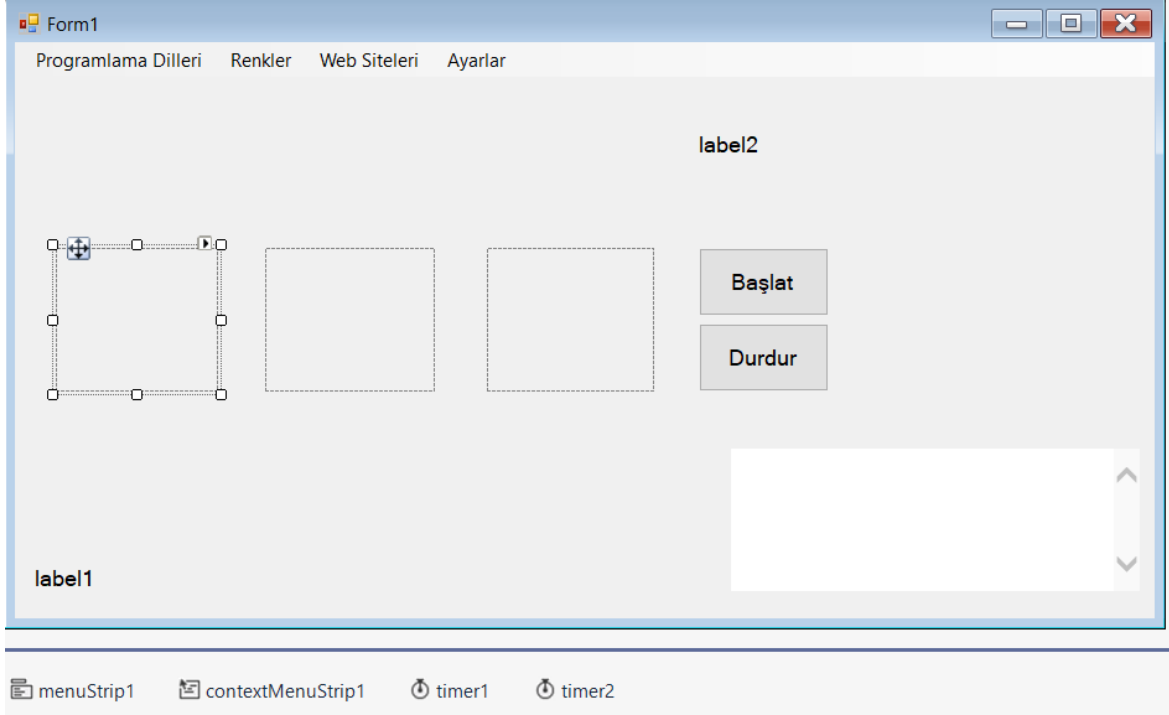 Form1
Programlama Dilleri Renkler Web Siteleri Ayarlar
label2
Başlat
Durdur
label1
menuStrip1 contextMenuStrip1 timer1 timer2